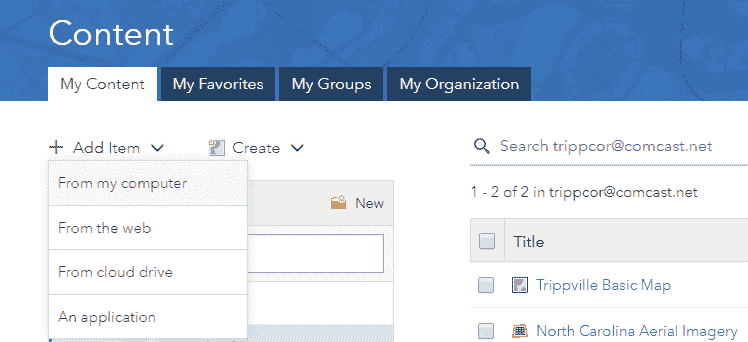 Content
My Content
My Favorites
My Groups
My Organization
Add Item
Create
From my computer
From the web
From cloud drive
An application
New
Search trippcor@comcast.net
1 - 2 of 2 in trippcor@comcast.net
Title
Trippville Basic Map
North Carolina Aerial Imagery